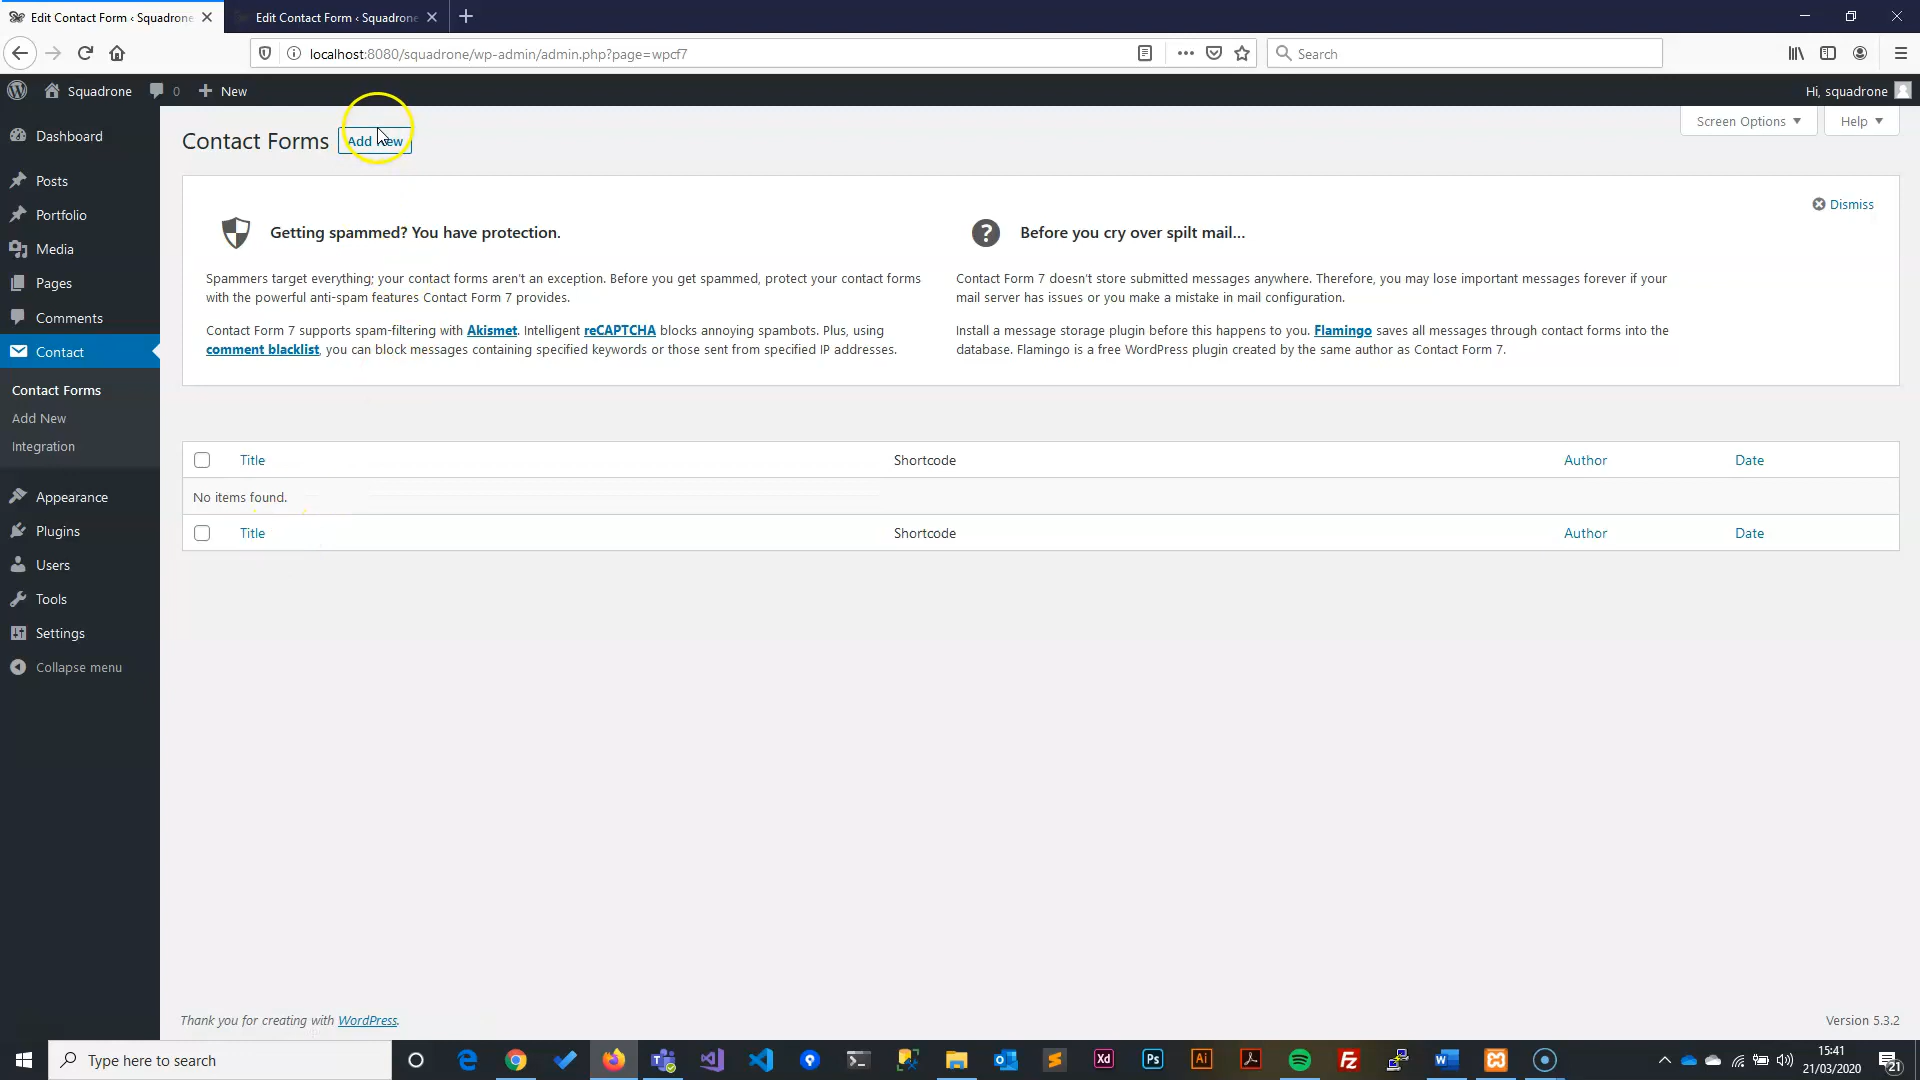 Edit Contact Form ‹ Squadrone
Edit Contact Form ‹ Squadrone
localhost:8080/squadrone/wp-admin/admin.php?page=wpcf7
Search
Squadrone
0
New
Hi, squadrone
Dashboard
Posts
Portfolio
Media
Pages
Comments
Contact
Contact Forms
Add New
Integration
Appearance
Plugins
Users
Tools
Settings
Collapse menu
Contact Forms
Add New
Screen Options
Help
Dismiss
Getting spammed? You have protection.
Spammers target everything; your contact forms aren't an exception. Before you get spammed, protect your contact forms
with the powerful anti-spam features Contact Form 7 provides.
Contact Form 7 supports spam-filtering with Akismet. Intelligent reCAPTCHA blocks annoying spambots. Plus, using
comment blacklist, you can block messages containing specified keywords or those sent from specified IP addresses.
Before you cry over spilt mail...
Contact Form 7 doesn't store submitted messages anywhere. Therefore, you may lose important messages forever if your
mail server has issues or you make a mistake in mail configuration.
Install a message storage plugin before this happens to you. Flamingo saves all messages through contact forms into the
database. Flamingo is a free WordPress plugin created by the same author as Contact Form 7.
Title Shortcode Author Date
No items found.
Title Shortcode Author Date
Thank you for creating with WordPress.
Version 5.3.2
Type here to search
Xd
Ps
Ai
Fz
W
15:41
21/03/2020
21